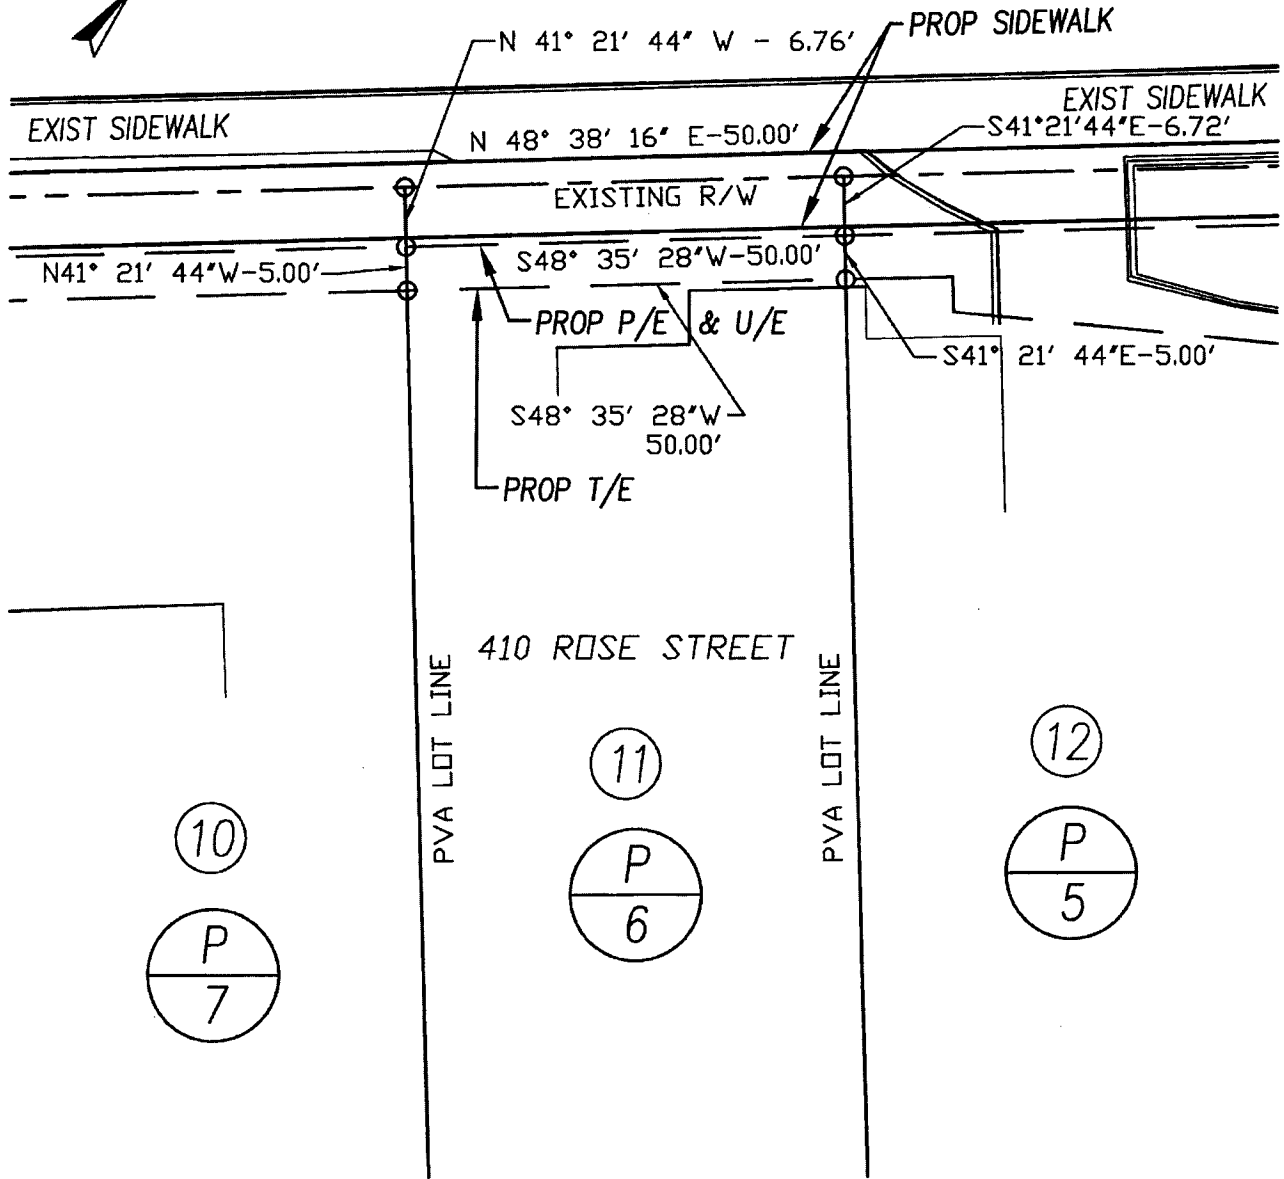 N 41° 21' 44" W - 6.76'
PROP SIDEWALK
EXIST SIDEWALK
EXIST SIDEWALK
N 48° 38' 16" E-50.00'
S41°21'44"E-6.72'
EXISTING R/W
N41° 21' 44"W-5.00'
S48° 35' 28"W-50.00'
PROP P/E & U/E
S41° 21' 44"E-5.00'
S48° 35' 28"W
50.00'
PROP T/E
410 ROSE STREET
PVA LOT LINE
PVA LOT LINE
11
12
10
P
6
P
5
P
7